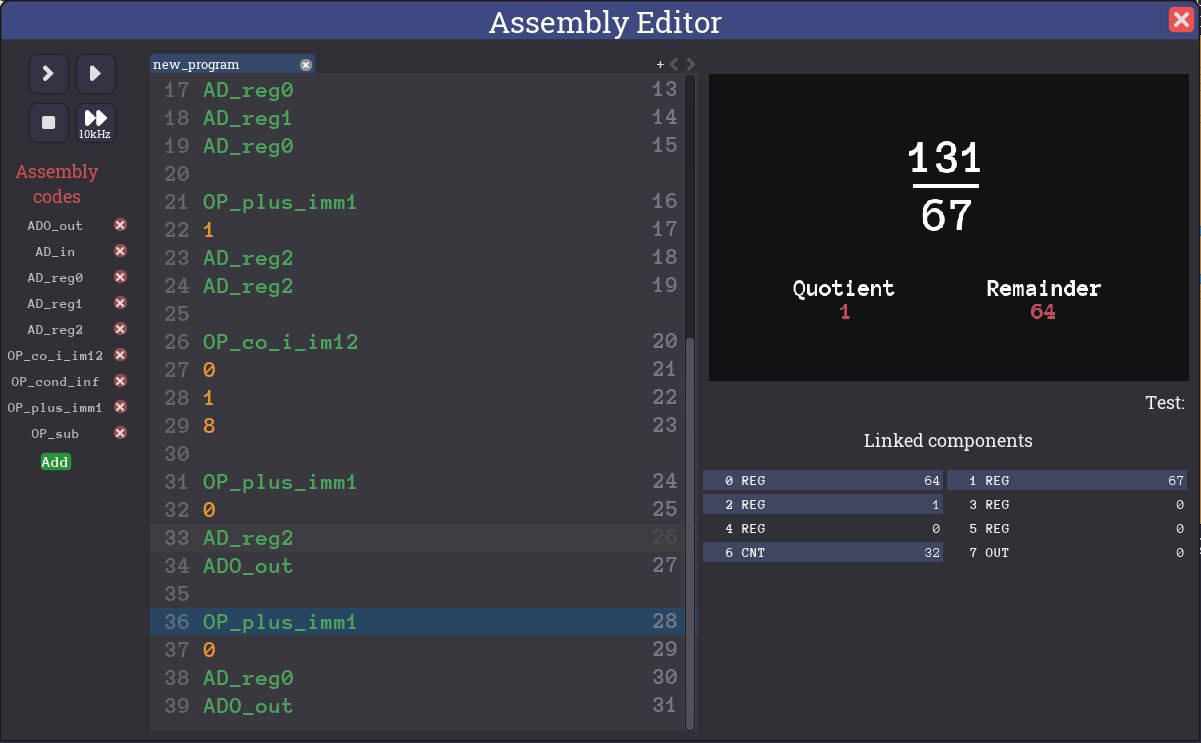 Assembly Editor
10kHz
Assembly
codes
ADO_out
AD_in
AD_reg0
AD_reg1
AD_reg2
OP_co_i_im12
OP_cond_inf
OP_plus_imm1
OP_sub
Add
new_program
+
17 AD_reg0 13
18 AD_reg1 14
19 AD_reg0 15
20
21 OP_plus_imm1 16
22 1 17
23 AD_reg2 18
24 AD_reg2 19
25
26 OP_co_i_im12 20
27 0 21
28 1 22
29 8 23
30
31 OP_plus_imm1 24
32 0 25
33 AD_reg2 26
34 ADO_out 27
35
36 OP_plus_imm1 28
37 0 29
38 AD_reg0 30
39 ADO_out 31
131
67
Quotient Remainder
1 64
Test:
Linked components
0 REG 64 1 REG 67
2 REG 1 3 REG 0
4 REG 0 5 REG 0
6 CNT 32 7 OUT 0